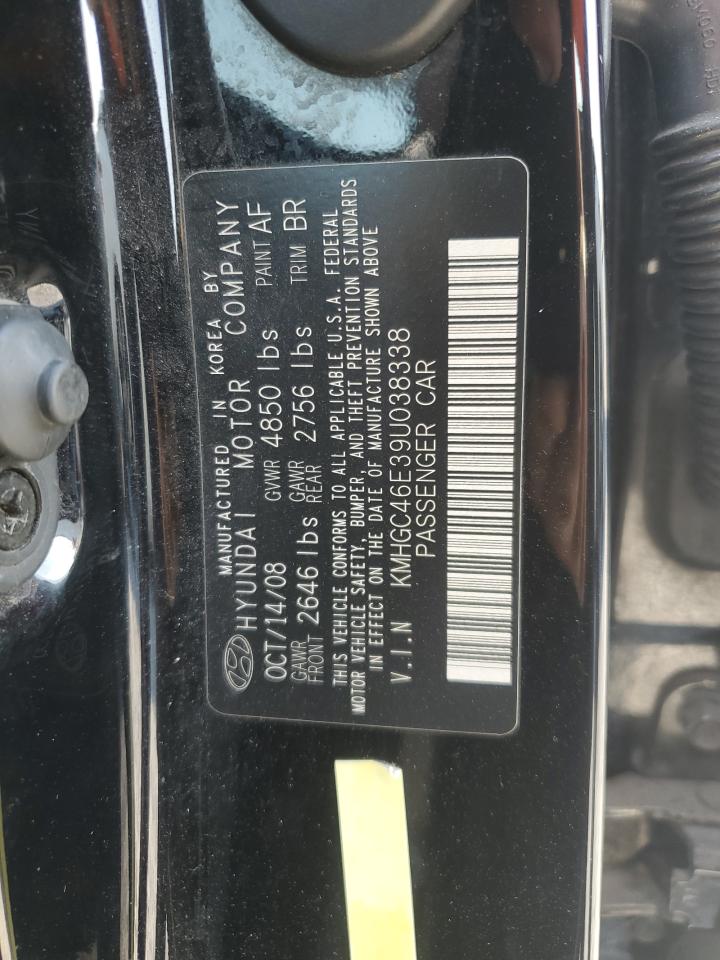 MANUFACTURED IN KOREA BY
HYUNDAI MOTOR COMPANY
OCT/14/08 GVWR 4850 lbs PAINT AF
GAWR FRONT 2646 lbs GAWR REAR 2756 lbs TRIM BR
THIS VEHICLE CONFORMS TO ALL APPLICABLE U.S.A. FEDERAL
MOTOR VEHICLE SAFETY, BUMPER, AND THEFT PREVENTION STANDARDS
IN EFFECT ON THE DATE OF MANUFACTURE SHOWN ABOVE
V.I.N KMHGC46E39U038338
PASSENGER CAR